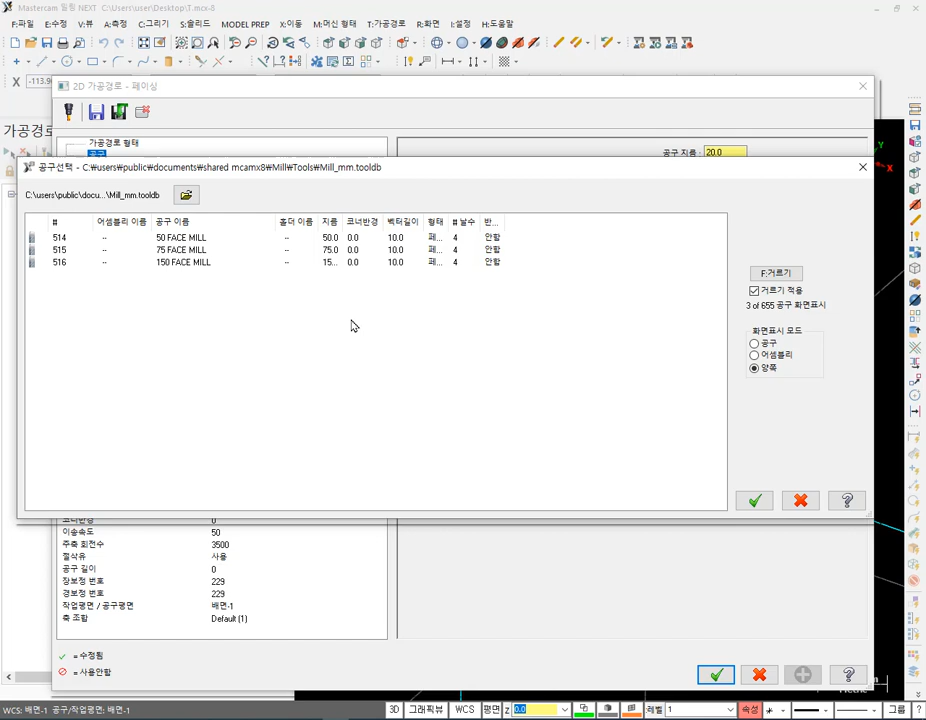 Mastercam 밀링 NEXT C:\Users\user\Desktop\T.mcx-8
F:파일 E:수정 V:뷰 A:측정 C:그리기 S:솔리드 MODEL PREP X:이동 M:머신 형태 T:가공경로 R:화면 I:설정 H:도움말
X -113.9
2D 가공경로 - 페이싱
가공경로 형태
공구
공구 지름 : 20.0
가공경
공구선택 - C:₩users₩public₩documents₩shared mcamx8₩Mill₩Tools₩Mill_mm.tooldb
C:₩users₩public₩docu...₩Mill_mm.tooldb
# 어셈블리 이름 공구 이름 홀더 이름 지름 코너반경 벡터길이 형태 # 날수 반...
514 -- 50 FACE MILL -- 50.0 0.0 10.0 페... 4 안함
515 -- 75 FACE MILL -- 75.0 0.0 10.0 페... 4 안함
516 -- 150 FACE MILL -- 15... 0.0 10.0 페... 4 안함
F:거르기
거르기 적용
3 of 655 공구 화면표시
화면표시 모드
공구
어셈블리
양쪽
코너반경 0
이송속도 50
주축 회전수 3500
절삭유 사용
공구 길이 0
장보정 번호 229
경보정 번호 229
작업평면 / 공구평면 배면-1
축 조합 Default (1)
= 수정됨
= 사용안함
WCS: 배면-1 공구/작업평면; 배면-1 3D 그래픽뷰 WCS 평면 Z 0.0 레벨 1 속성 그룹 ?